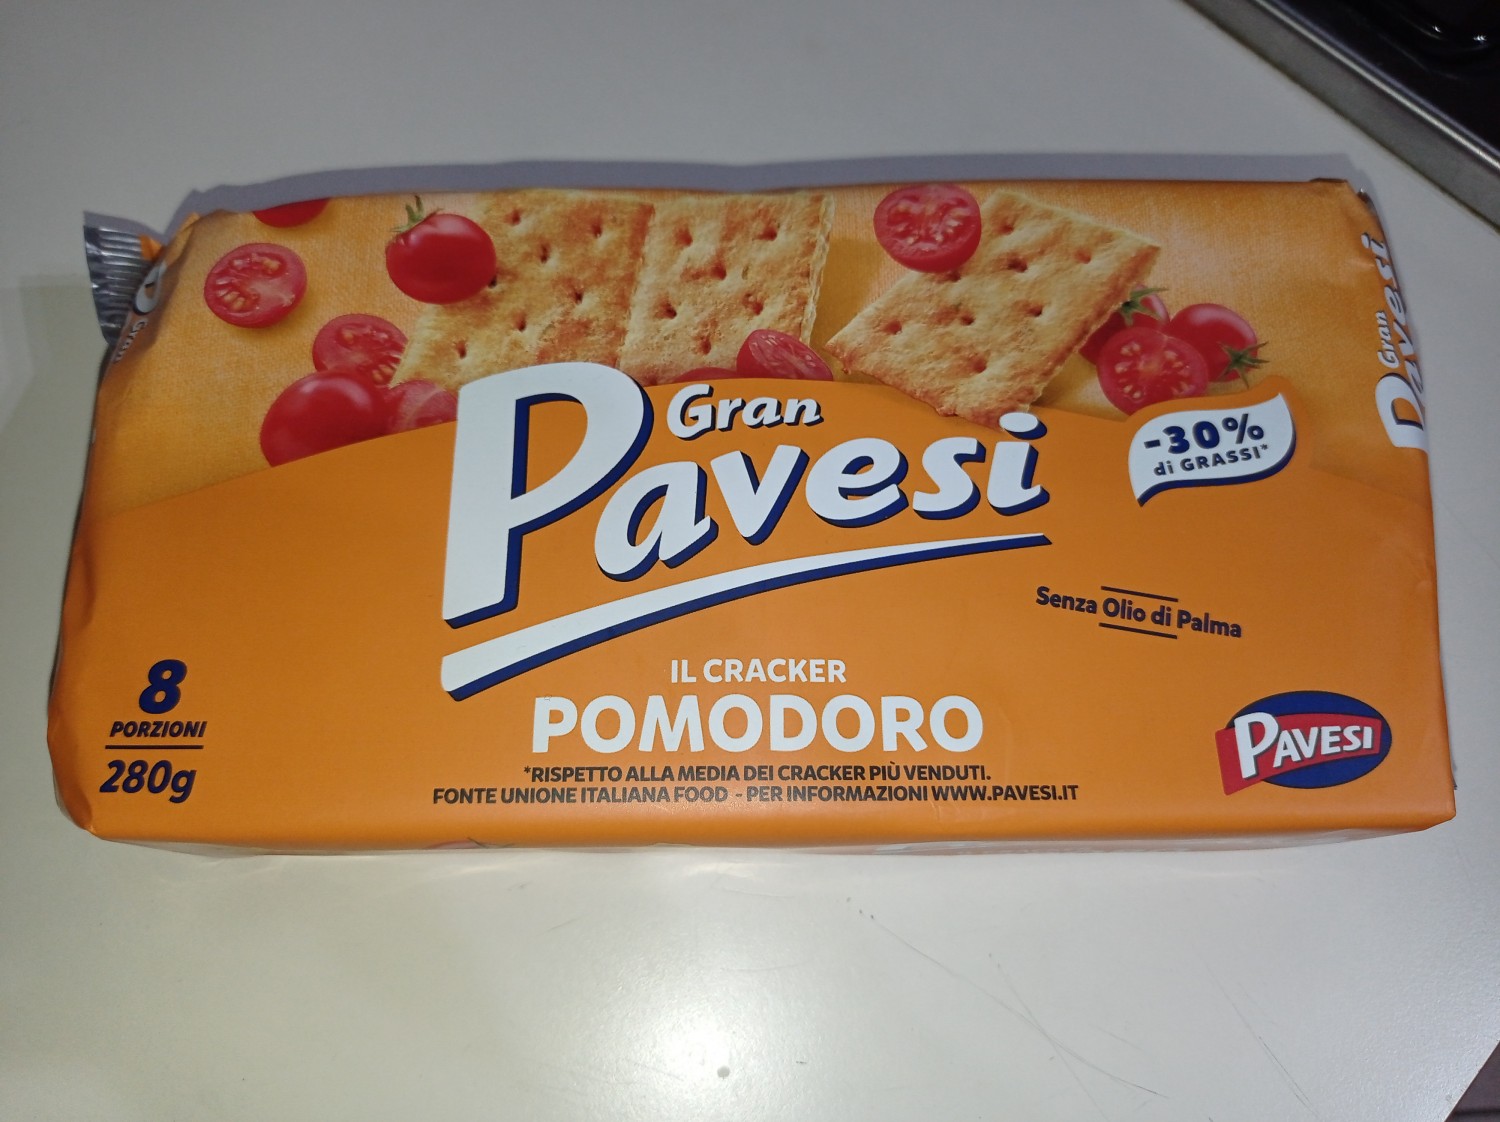 Gran
Pavesi
-30%
di GRASSI*
Senza Olio di Palma
IL CRACKER
POMODORO
8
PORZIONI
280g
*RISPETTO ALLA MEDIA DEI CRACKER PIÙ VENDUTI.
FONTE UNIONE ITALIANA FOOD - PER INFORMAZIONI WWW.PAVESI.IT
PAVESI
Gran
Pavesi
Gran